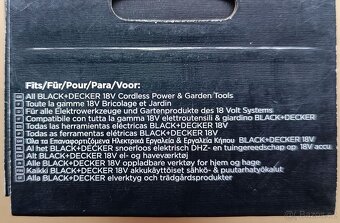 Fits/Für/Pour/Para/Voor:
▪ All BLACK+DECKER 18V Cordless Power & Garden Tools
▪ Toute la gamme 18V Bricolage et Jardin
▪ Für alle Elektrowerkzeuge und Gartenprodukte des 18 Volt Systems
▪ Compatibile con tutta la gamma 18V elettroutensili & giardino BLACK+DECKER
▪ Todas las herramientas eléctricas BLACK+DECKER 18V
▪ Todas as ferramentas elétricas BLACK+DECKER 18V
▪ Όλα τα Επαναφορτιζόμενα Ηλεκτρικά Εργαλεία & Εργαλεία Κήπου BLACK+DECKER 18V
▪ Al het BLACK+DECKER snoerloos elektrisch DHZ- en tuingereedschap op 18V accu
▪ Alt BLACK+DECKER 18V el- og haveværktøj
▪ Alle BLACK+DECKER 18V oppladbare verktøy for hjem og hage
▪ Kaikki BLACK+DECKER 18V akkukäyttöiset sähkö- ja puutarhatyökalut
▪ Alla BLACK+DECKER elverktyg och trädgårdsprodukter